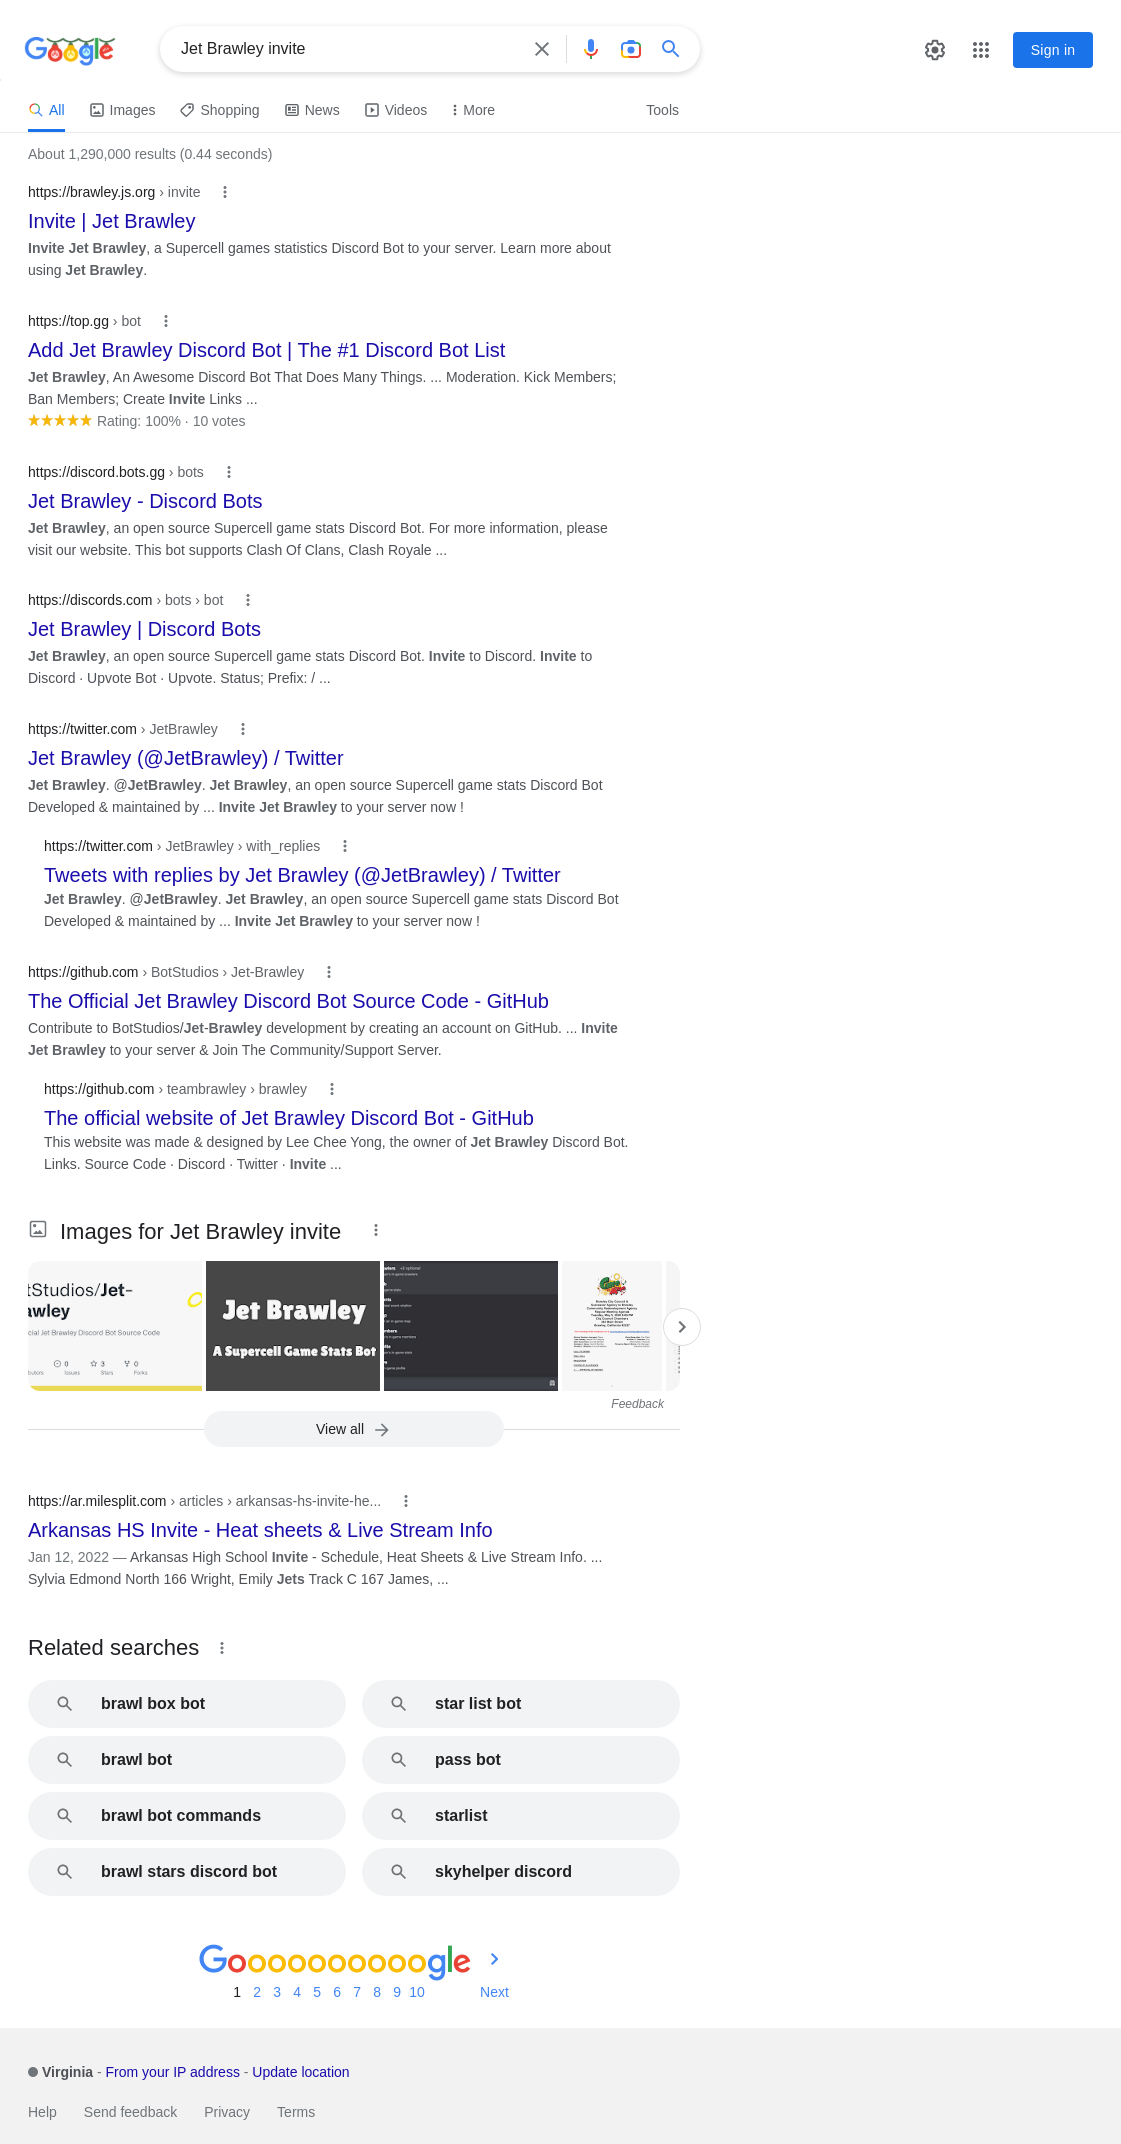 Google
Jet Brawley invite
Sign in
All
Images
Shopping
News
Videos
More
Tools
About 1,290,000 results (0.44 seconds)
https://brawley.js.org › invite
Invite | Jet Brawley
Invite Jet Brawley, a Supercell games statistics Discord Bot to your server. Learn more about
using Jet Brawley.
https://top.gg › bot
Add Jet Brawley Discord Bot | The #1 Discord Bot List
Jet Brawley, An Awesome Discord Bot That Does Many Things. ... Moderation. Kick Members;
Ban Members; Create Invite Links ...
Rating: 100% · 10 votes
https://discord.bots.gg › bots
Jet Brawley - Discord Bots
Jet Brawley, an open source Supercell game stats Discord Bot. For more information, please
visit our website. This bot supports Clash Of Clans, Clash Royale ...
https://discords.com › bots › bot
Jet Brawley | Discord Bots
Jet Brawley, an open source Supercell game stats Discord Bot. Invite to Discord. Invite to
Discord · Upvote Bot · Upvote. Status; Prefix: / ...
https://twitter.com › JetBrawley
Jet Brawley (@JetBrawley) / Twitter
Jet Brawley. @JetBrawley. Jet Brawley, an open source Supercell game stats Discord Bot
Developed & maintained by ... Invite Jet Brawley to your server now !
https://twitter.com › JetBrawley › with_replies
Tweets with replies by Jet Brawley (@JetBrawley) / Twitter
Jet Brawley. @JetBrawley. Jet Brawley, an open source Supercell game stats Discord Bot
Developed & maintained by ... Invite Jet Brawley to your server now !
https://github.com › BotStudios › Jet-Brawley
The Official Jet Brawley Discord Bot Source Code - GitHub
Contribute to BotStudios/Jet-Brawley development by creating an account on GitHub. ... Invite
Jet Brawley to your server & Join The Community/Support Server.
https://github.com › teambrawley › brawley
The official website of Jet Brawley Discord Bot - GitHub
This website was made & designed by Lee Chee Yong, the owner of Jet Brawley Discord Bot.
Links. Source Code · Discord · Twitter · Invite ...
Images for Jet Brawley invite
tStudios/Jet-
awley
cial Jet Brawley Discord Bot Source Code
0 3 0
butors Issues Stars Forks
Jet Brawley
A Supercell Game Stats Bot
Feedback
View all
https://ar.milesplit.com › articles › arkansas-hs-invite-he...
Arkansas HS Invite - Heat sheets & Live Stream Info
Jan 12, 2022 — Arkansas High School Invite - Schedule, Heat Sheets & Live Stream Info. ...
Sylvia Edmond North 166 Wright, Emily Jets Track C 167 James, ...
Related searches
brawl box bot
star list bot
brawl bot
pass bot
brawl bot commands
starlist
brawl stars discord bot
skyhelper discord
Goooooooooogle
1 2 3 4 5 6 7 8 9 10 Next
Virginia - From your IP address - Update location
Help
Send feedback
Privacy
Terms